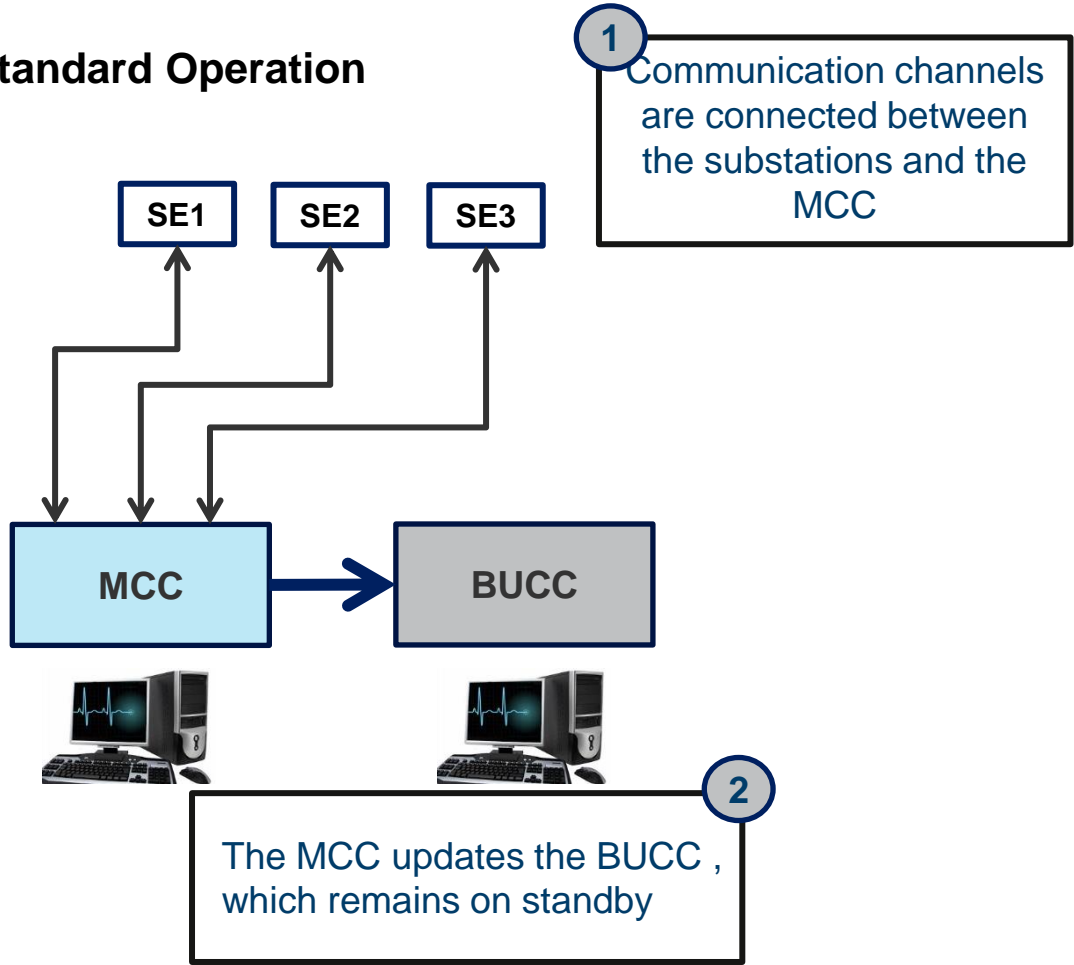 tandard Operation
1
Communication channels
are connected between
the substations and the
MCC
SE1
SE2
SE3
MCC
BUCC
2
The MCC updates the BUCC ,
which remains on standby